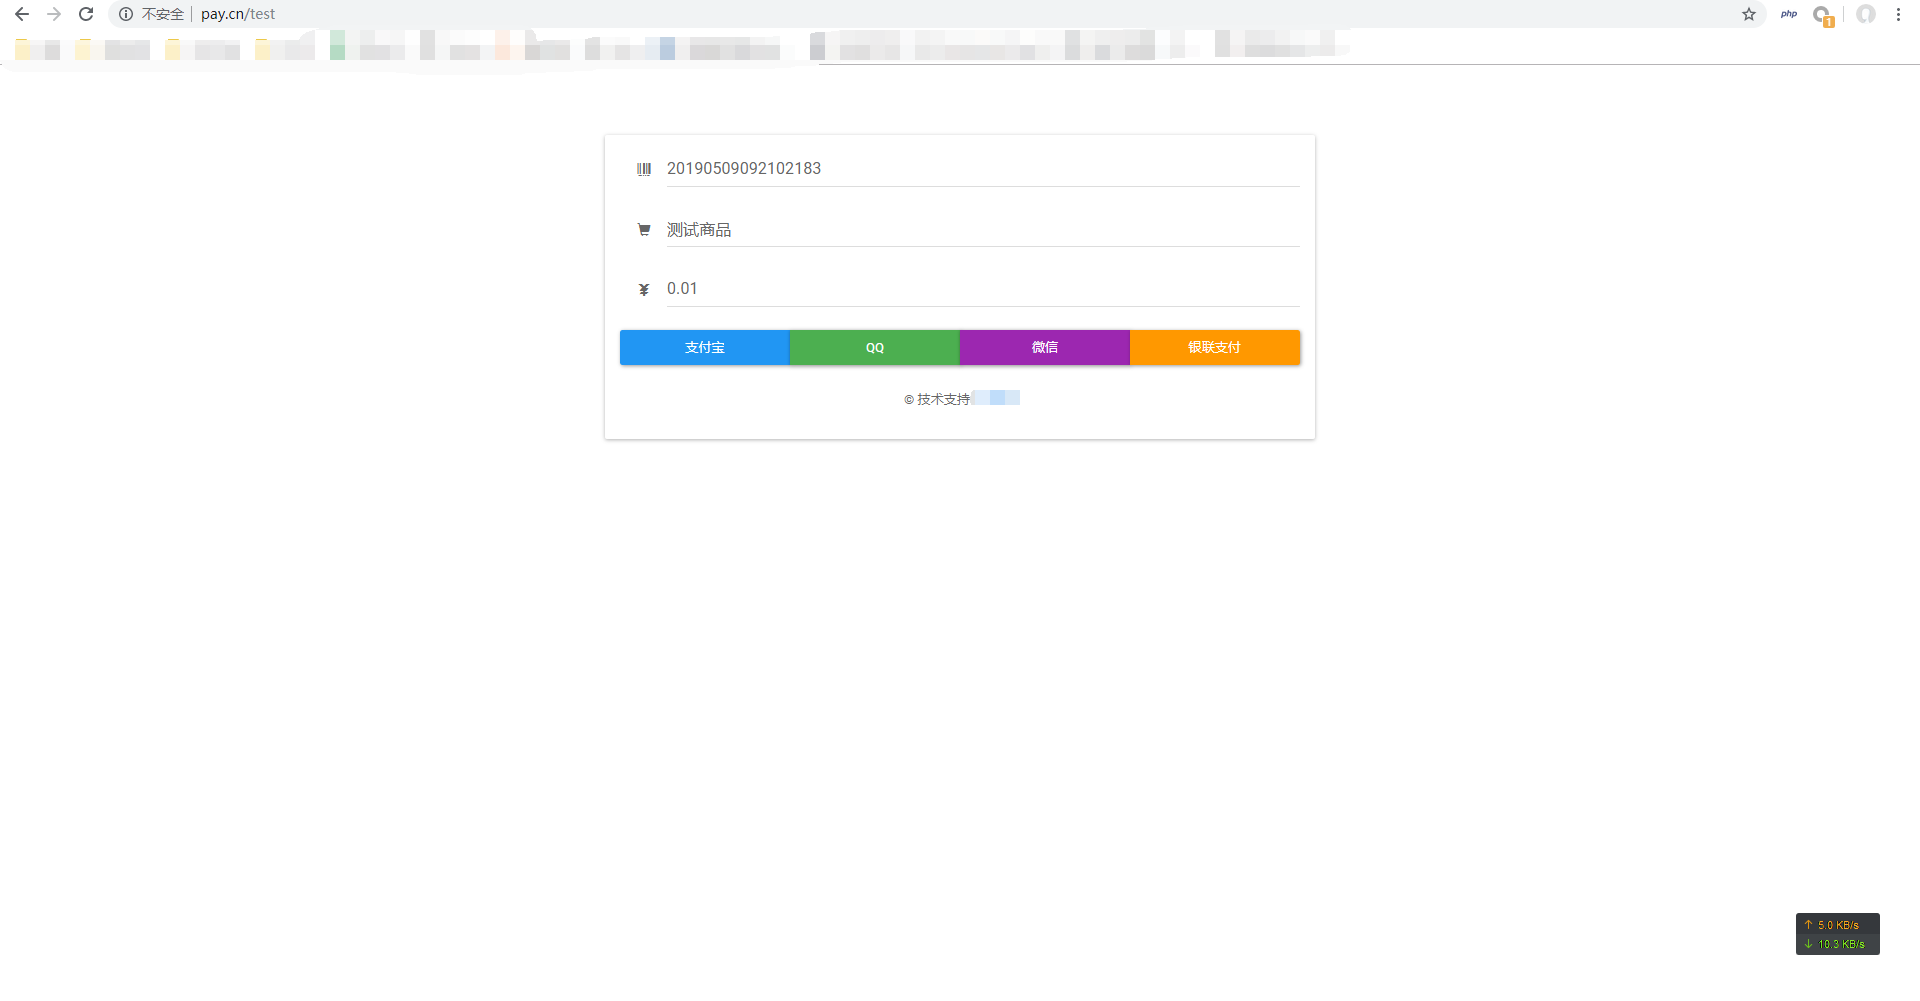 不安全 pay.cn/test php 1
20190509092102183
测试商品
¥ 0.01
支付宝 QQ 微信 银联支付
© 技术支持
↑ 5.0 KB/s
↓ 10.3 KB/s